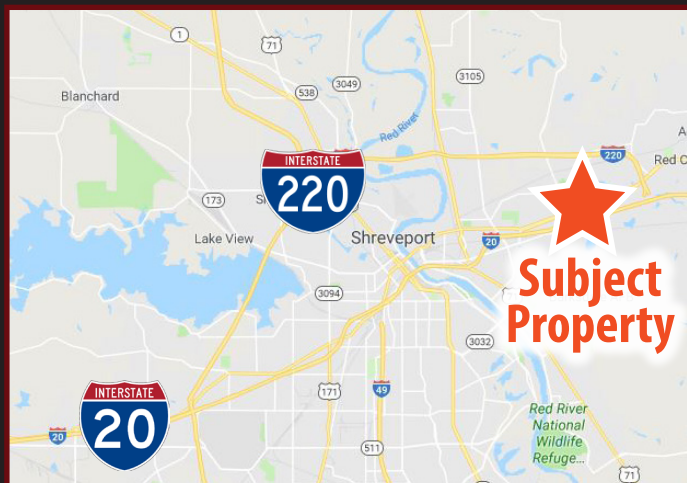 1
71
3049
538
3105
Blanchard
Red River
INTERSTATE
220
220
Red
173
Lake View
Shreveport
20
Subject
Property
3094
3032
INTERSTATE
20
20
171
49
Red River
National
Wildlife
Refuge...
511
71